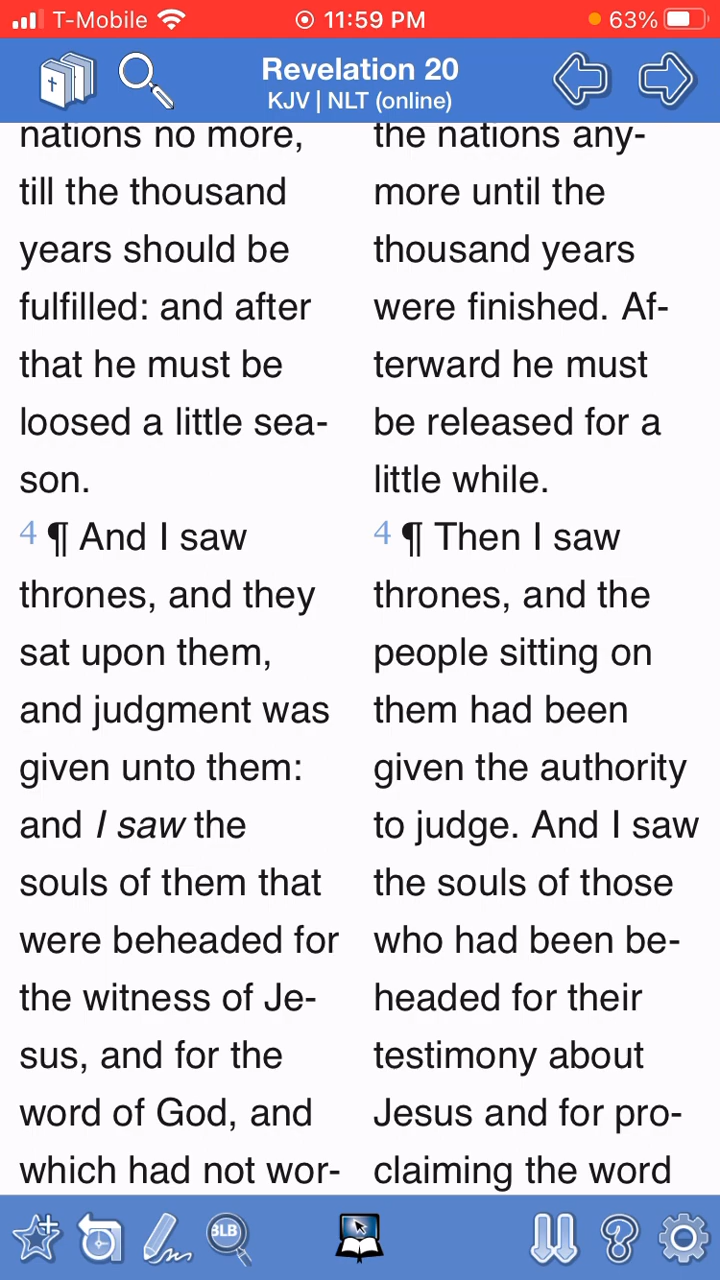 T-Mobile 11:59 PM 63%
Revelation 20
KJV | NLT (online)
nations no more,
till the thousand
years should be
fulfilled: and after
that he must be
loosed a little sea-
son.
4 ¶ And I saw
thrones, and they
sat upon them,
and judgment was
given unto them:
and I saw the
souls of them that
were beheaded for
the witness of Je-
sus, and for the
word of God, and
which had not wor-
the nations any-
more until the
thousand years
were finished. Af-
terward he must
be released for a
little while.
4 ¶ Then I saw
thrones, and the
people sitting on
them had been
given the authority
to judge. And I saw
the souls of those
who had been be-
headed for their
testimony about
Jesus and for pro-
claiming the word
BLB